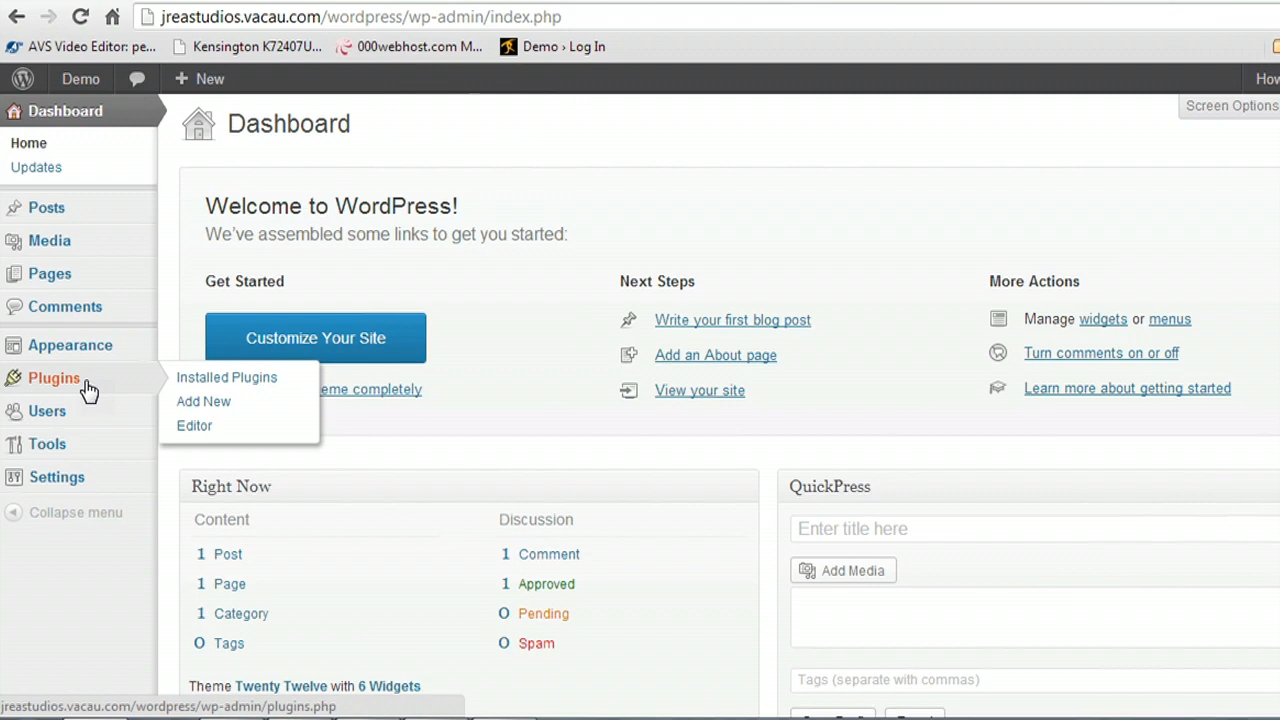 jreastudios.vacau.com/wordpress/wp-admin/index.php
AVS Video Editor: pe... Kensington K72407U... 000webhost.com M... Demo › Log In
Demo + New How
Dashboard
Home
Updates
Posts
Media
Pages
Comments
Appearance
Plugins
Users
Tools
Settings
Collapse menu
Installed Plugins
Add New
Editor
Screen Options
Dashboard
Welcome to WordPress!
We've assembled some links to get you started:
Get Started
Customize Your Site
eme completely
Next Steps
Write your first blog post
Add an About page
View your site
More Actions
Manage widgets or menus
Turn comments on or off
Learn more about getting started
Right Now
Content
1 Post
1 Page
1 Category
0 Tags
Discussion
1 Comment
1 Approved
0 Pending
0 Spam
Theme Twenty Twelve with 6 Widgets
QuickPress
Enter title here
Add Media
Tags (separate with commas)
jreastudios.vacau.com/wordpress/wp-admin/plugins.php